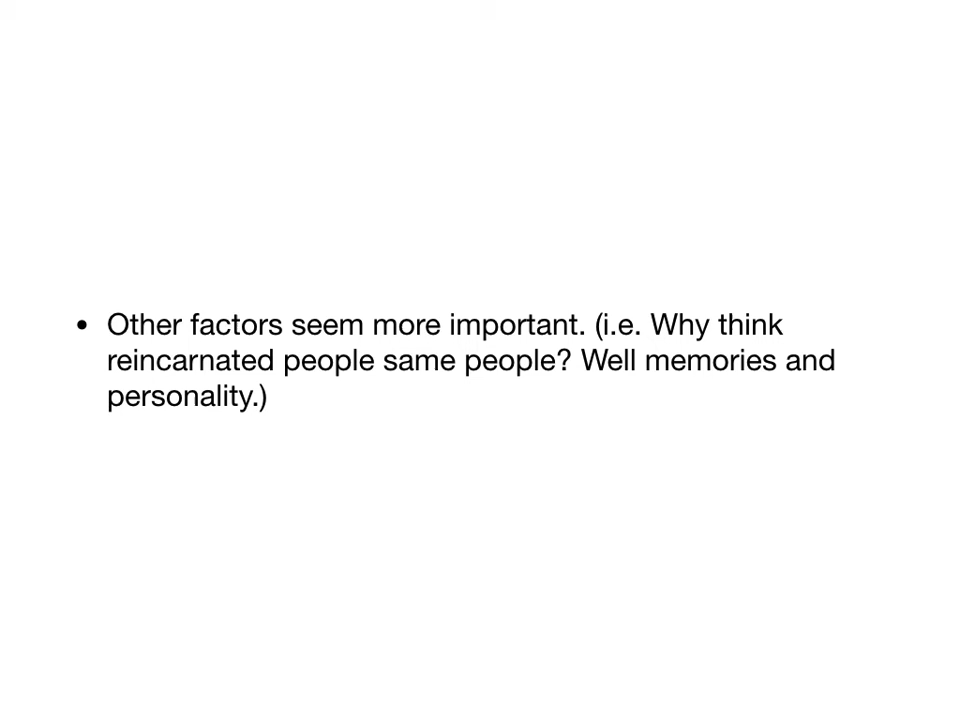 • Other factors seem more important. (i.e. Why think
reincarnated people same people? Well memories and
personality.)